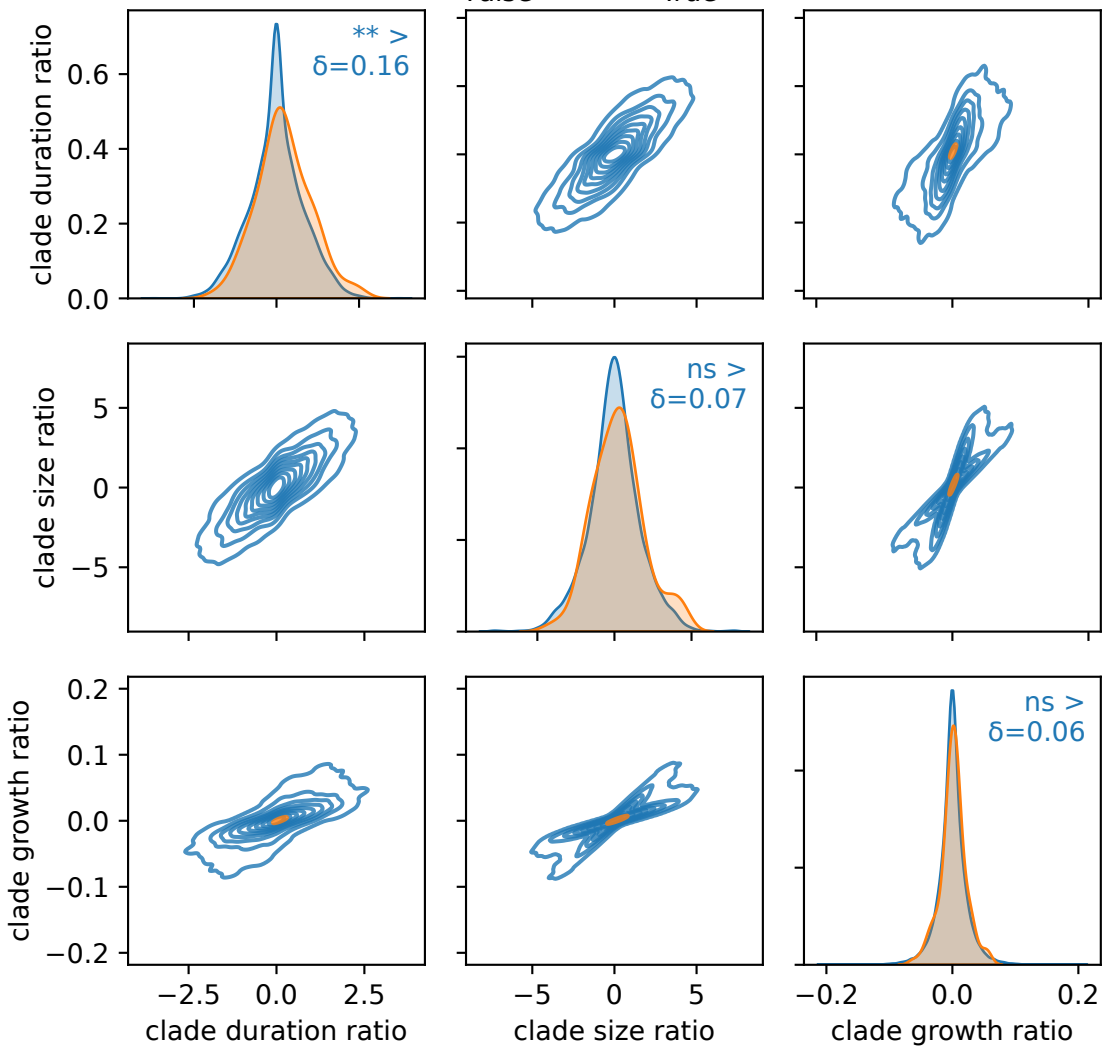 ** >
δ=0.16
clade duration ratio
0.6
0.4
0.2
0.0
ns >
δ=0.07
clade size ratio
5
0
−5
ns >
δ=0.06
clade growth ratio
0.2
0.1
0.0
−0.1
−0.2
−2.5 0.0 2.5
−5 0 5
−0.2 0.0 0.2
clade duration ratio
clade size ratio
clade growth ratio